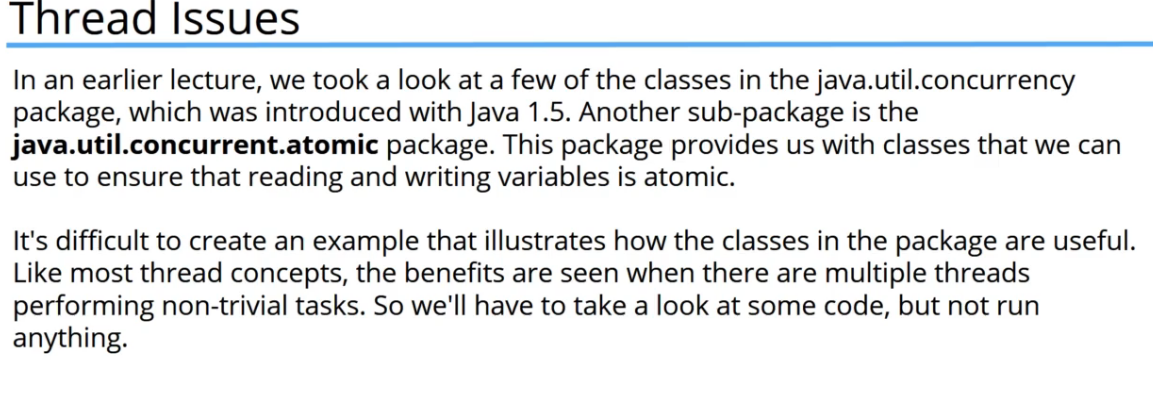 Thread Issues
In an earlier lecture, we took a look at a few of the classes in the java.util.concurrency
package, which was introduced with Java 1.5. Another sub-package is the
java.util.concurrent.atomic package. This package provides us with classes that we can
use to ensure that reading and writing variables is atomic.
It's difficult to create an example that illustrates how the classes in the package are useful.
Like most thread concepts, the benefits are seen when there are multiple threads
performing non-trivial tasks. So we'll have to take a look at some code, but not run
anything.